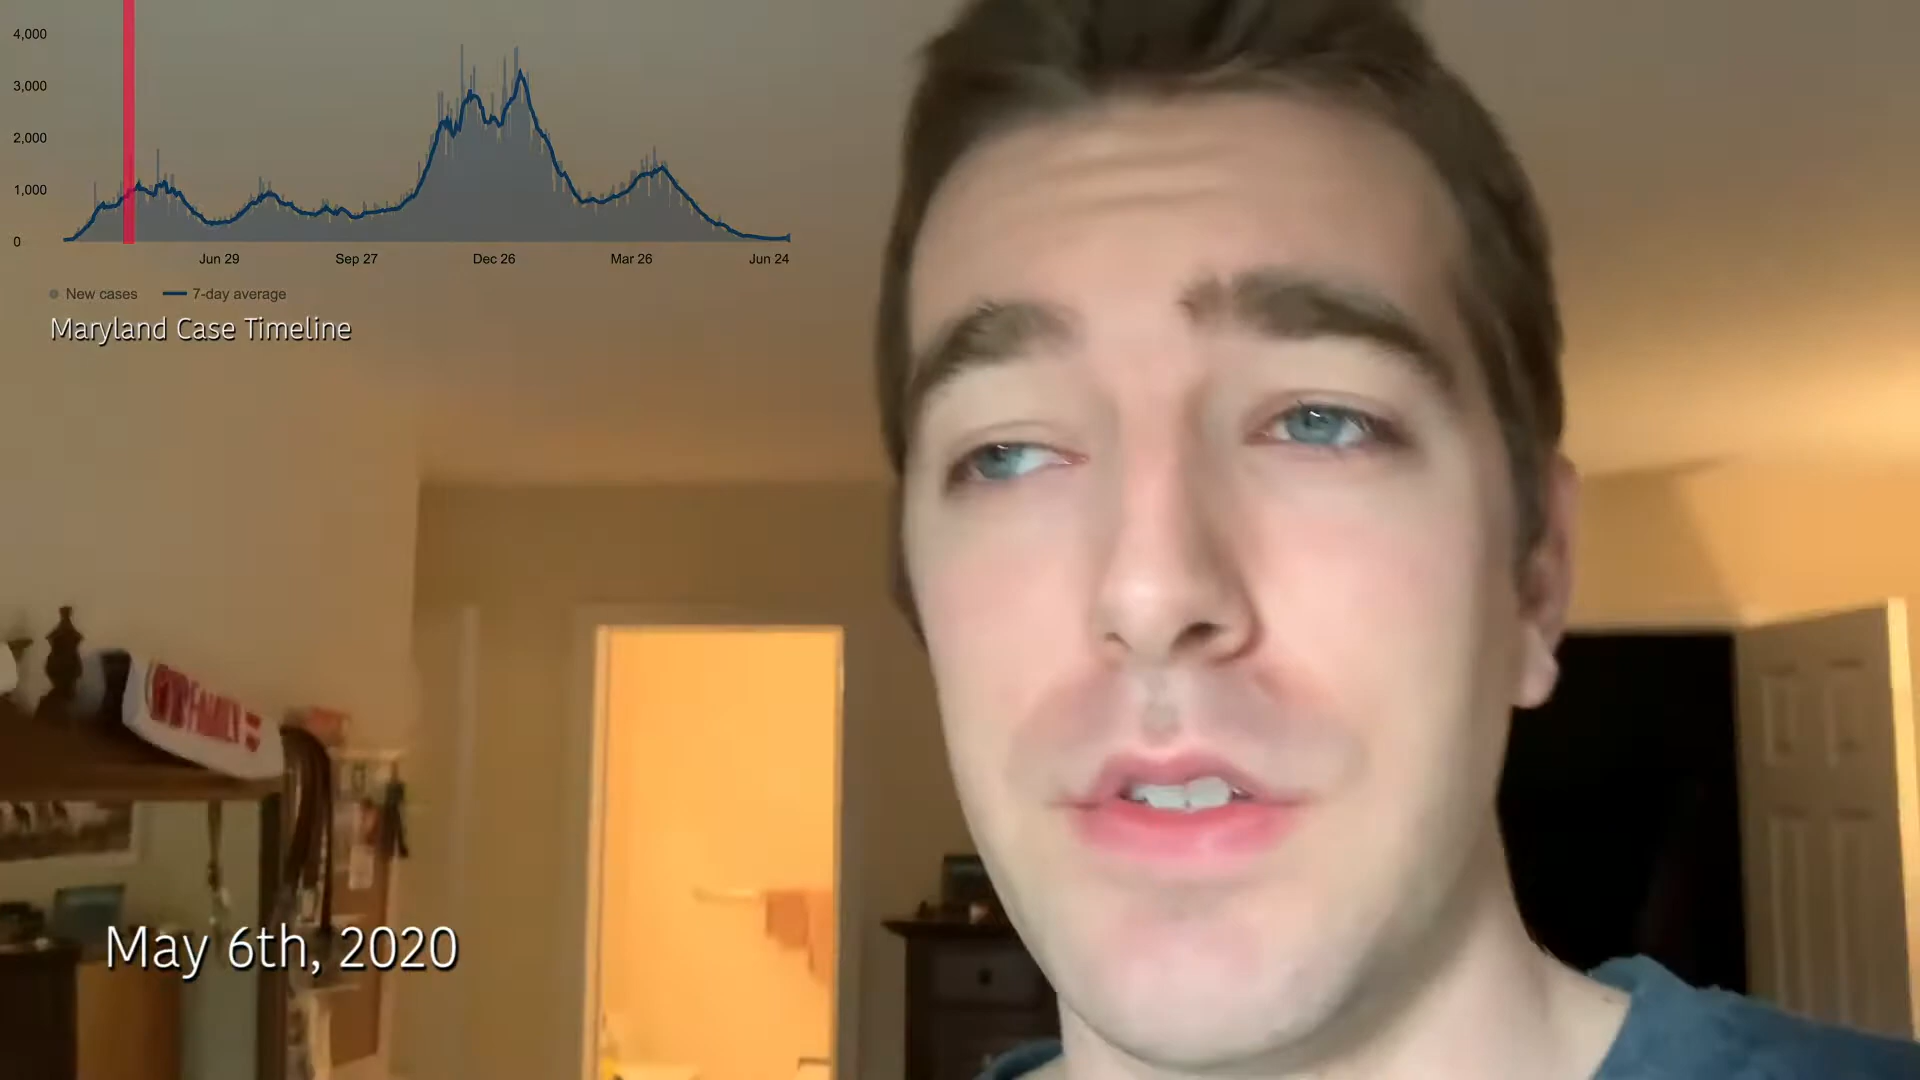 4,000
3,000
2,000
1,000
0
Jun 29 Sep 27 Dec 26 Mar 26 Jun 24
New cases 7-day average
Maryland Case Timeline
FAMILY
May 6th, 2020